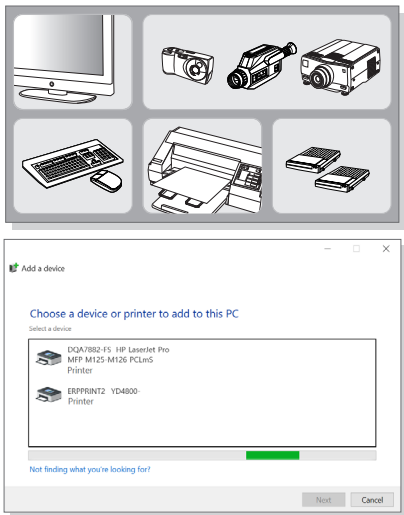 Add a device
Choose a device or printer to add to this PC
Select a device
DQA7882-F5 HP LaserJet Pro
MFP M125-M126 PCLmS
Printer
ERPPRINT2 YD4800-
Printer
Not finding what you're looking for?
Next
Cancel